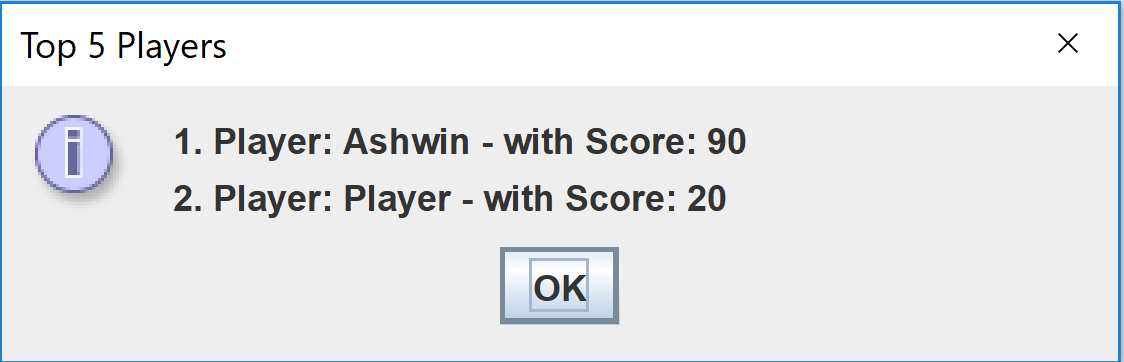 Top 5 Players
1. Player: Ashwin - with Score: 90
2. Player: Player - with Score: 20
OK